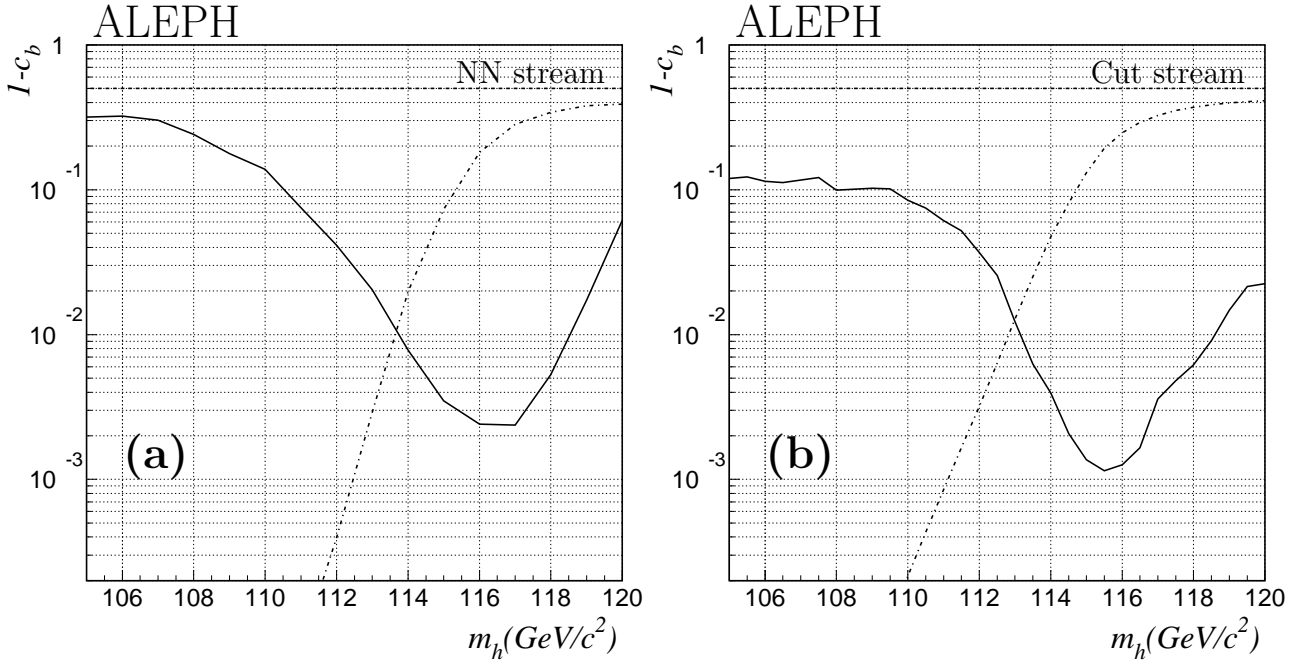 ALEPH
1-c_b
NN stream
1
10^-1
10^-2
10^-3
(a)
106 108 110 112 114 116 118 120
m_h(GeV/c^2)
ALEPH
1-c_b
Cut stream
1
10^-1
10^-2
10^-3
(b)
106 108 110 112 114 116 118 120
m_h(GeV/c^2)